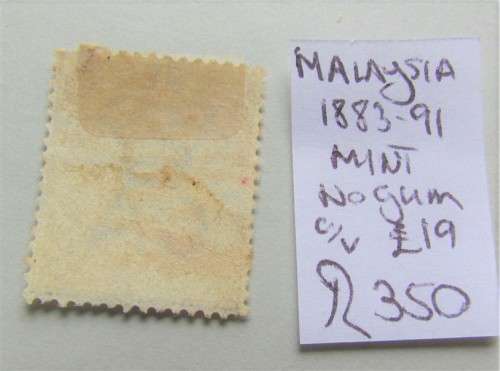 MALAYSIA
1883-91
MINT
NO GUM
C/V £19
R350